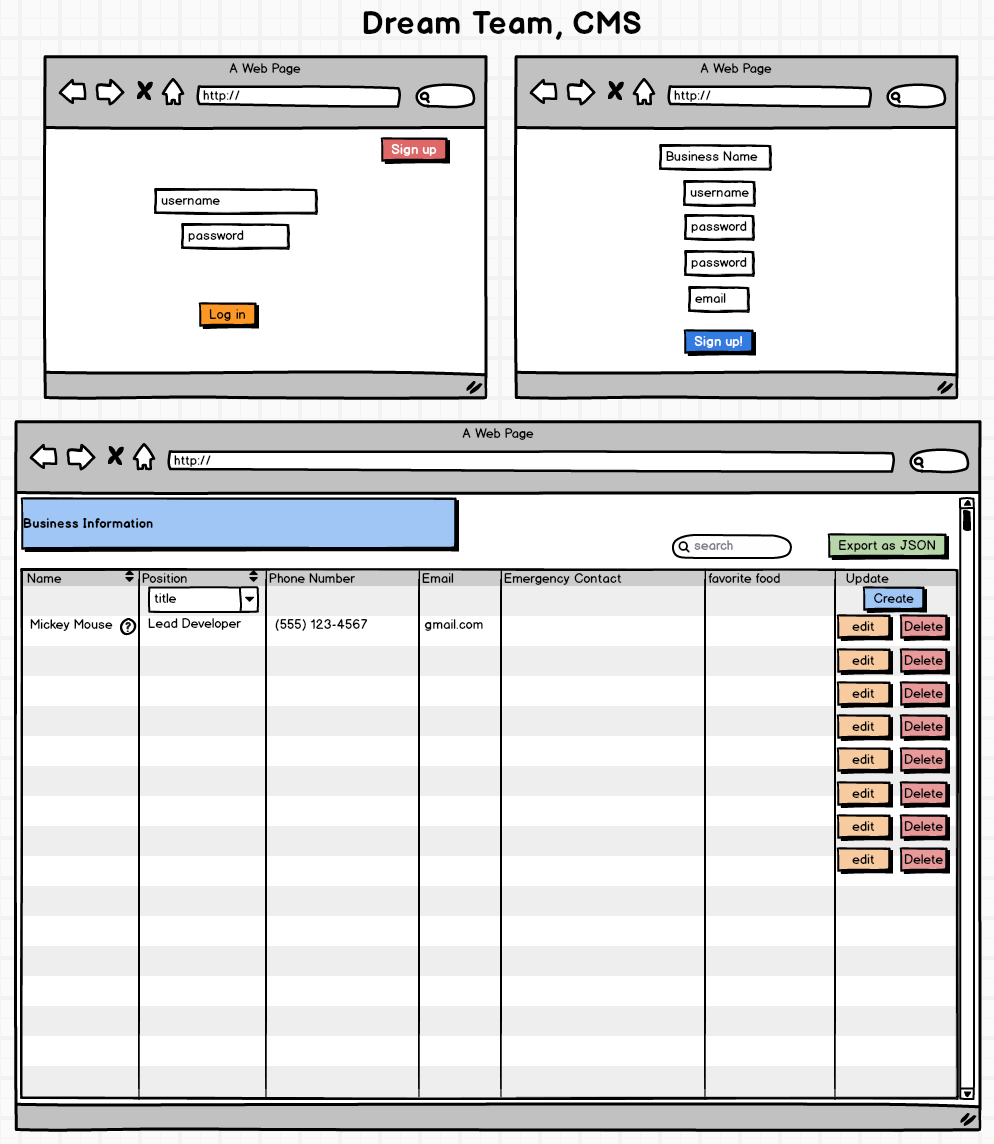 Dream Team, CMS
A Web Page
http://
Sign up
username
password
Log in
A Web Page
http://
Business Name
username
password
password
email
Sign up!
A Web Page
http://
Business Information
search
Export as JSON
Name Position Phone Number Email Emergency Contact favorite food Update
title Create
Mickey Mouse ? Lead Developer (555) 123-4567 gmail.com edit Delete
edit Delete
edit Delete
edit Delete
edit Delete
edit Delete
edit Delete
edit Delete